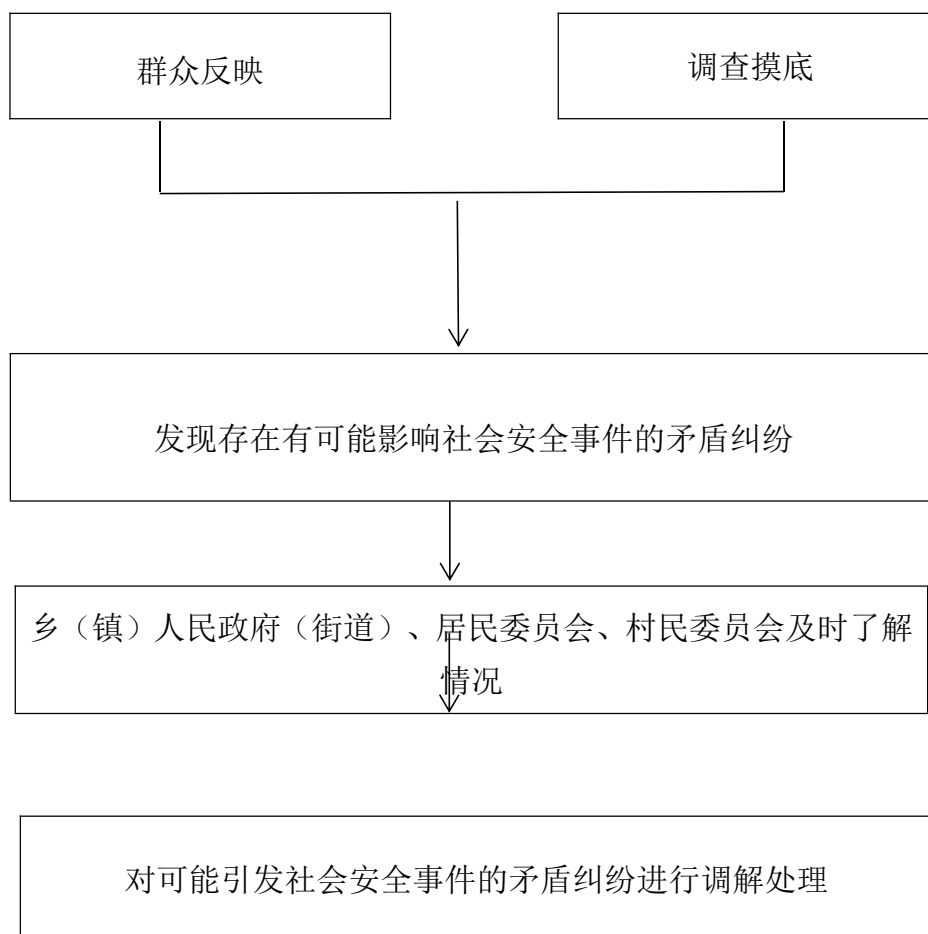 群众反映
调查摸底
发现存在有可能影响社会安全事件的矛盾纠纷
乡（镇）人民政府（街道）、居民委员会、村民委员会及时了解
情况
对可能引发社会安全事件的矛盾纠纷进行调解处理